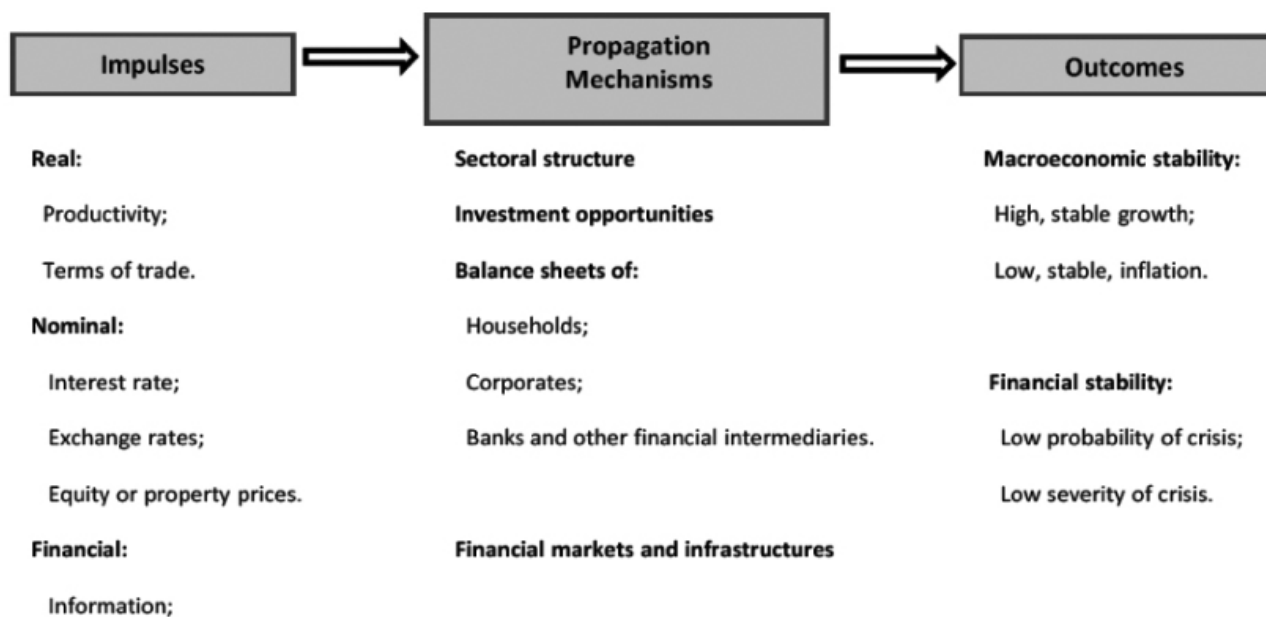 Impulses
Propagation
Mechanisms
Outcomes
Real:
Productivity;
Terms of trade.
Nominal:
Interest rate;
Exchange rates;
Equity or property prices.
Financial:
Information;
Sectoral structure
Investment opportunities
Balance sheets of:
Households;
Corporates;
Banks and other financial intermediaries.
Financial markets and infrastructures
Macroeconomic stability:
High, stable growth;
Low, stable, inflation.
Financial stability:
Low probability of crisis;
Low severity of crisis.